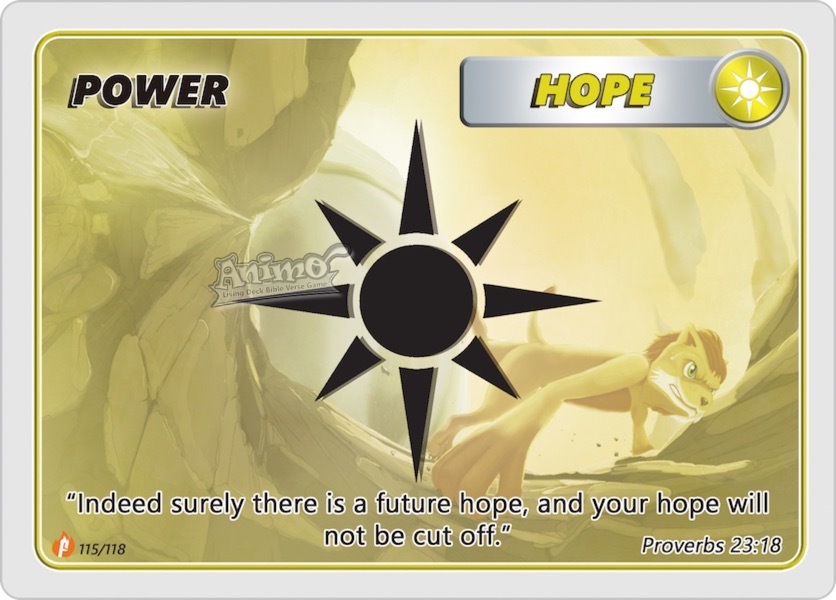 POWER
HOPE
Animo
Living Deck Bible Verse Game
“Indeed surely there is a future hope, and your hope will
not be cut off.”
115/118
Proverbs 23:18